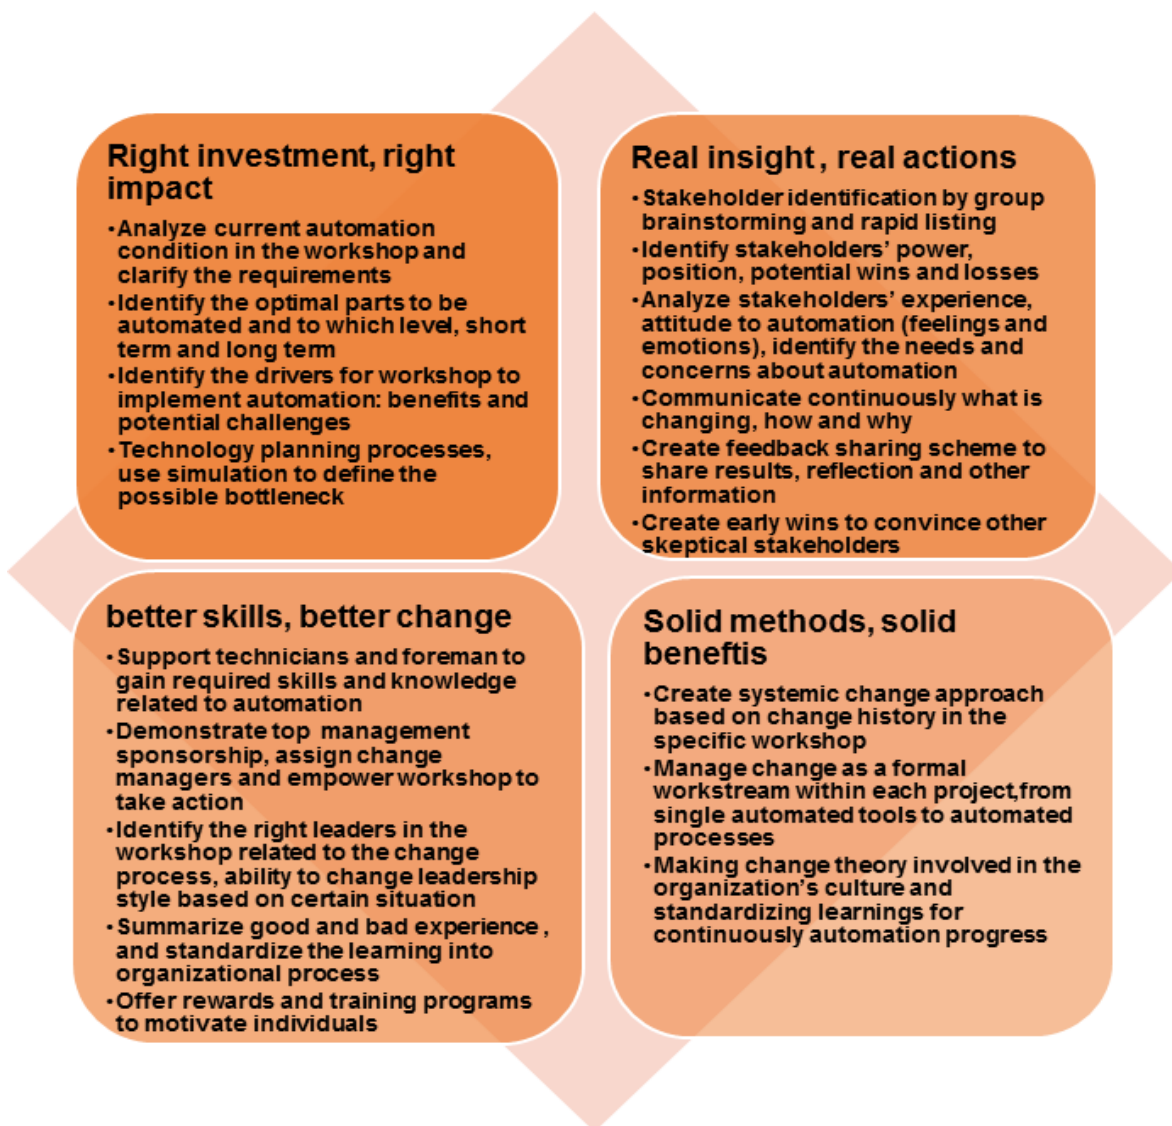 Right investment, right
impact
•Analyze current automation
condition in the workshop and
clarify the requirements
•Identify the optimal parts to be
automated and to which level, short
term and long term
•Identify the drivers for workshop to
implement automation: benefits and
potential challenges
•Technology planning processes,
use simulation to define the
possible bottleneck
Real insight , real actions
•Stakeholder identification by group
brainstorming and rapid listing
•Identify stakeholders’ power,
position, potential wins and losses
•Analyze stakeholders’ experience,
attitude to automation (feelings and
emotions), identify the needs and
concerns about automation
•Communicate continuously what is
changing, how and why
•Create feedback sharing scheme to
share results, reflection and other
information
•Create early wins to convince other
skeptical stakeholders
better skills, better change
•Support technicians and foreman to
gain required skills and knowledge
related to automation
•Demonstrate top management
sponsorship, assign change
managers and empower workshop to
take action
•Identify the right leaders in the
workshop related to the change
process, ability to change leadership
style based on certain situation
•Summarize good and bad experience ,
and standardize the learning into
organizational process
•Offer rewards and training programs
to motivate individuals
Solid methods, solid
beneftis
•Create systemic change approach
based on change history in the
specific workshop
•Manage change as a formal
workstream within each project,from
single automated tools to automated
processes
•Making change theory involved in the
organization’s culture and
standardizing learnings for
continuously automation progress